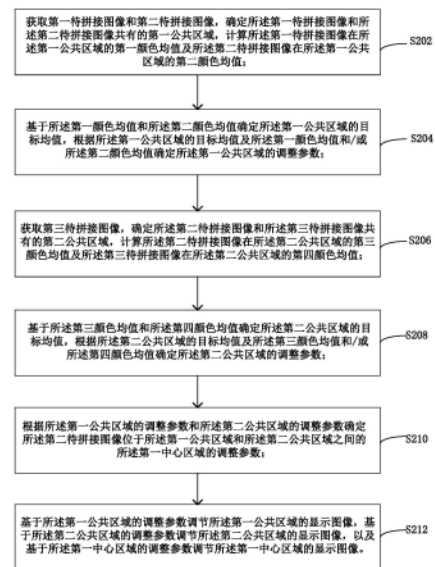 获取第一待拼接图像和第二待拼接图像，确定所述第一待拼接图像和所
述第二待拼接图像共有的第一公共区域，计算所述第一待拼接图像在所
述第一公共区域的第一颜色均值及所述第二待拼接图像在所述第一公共
区域的第二颜色均值；
S202
基于所述第一颜色均值和所述第二颜色均值确定所述第一公共区域的目
标均值，根据所述第一公共区域的目标均值及所述第一颜色均值和/或
所述第二颜色均值确定所述第一公共区域的调整参数；
S204
获取第三待拼接图像，确定所述第二待拼接图像和所述第三待拼接图像共
有的第二公共区域，计算所述第二待拼接图像在所述第二公共区域的第三
颜色均值及所述第三待拼接图像在所述第二公共区域的第四颜色均值；
S206
基于所述第三颜色均值和所述第四颜色均值确定所述第二公共区域的目
标均值，根据所述第二公共区域的目标均值及所述第三颜色均值和/或
所述第四颜色均值确定所述第二公共区域的调整参数；
S208
根据所述第一公共区域的调整参数和所述第二公共区域的调整参数确定
所述第二待拼接图像位于所述第一公共区域和所述第二公共区域之间的
所述第一中心区域的调整参数；
S210
基于所述第一公共区域的调整参数调节所述第一公共区域的显示图像，基
于所述第二公共区域的调整参数调节所述第二公共区域的显示图像，以及
基于所述第一中心区域的调整参数调节所述第一中心区域的显示图像。
S212